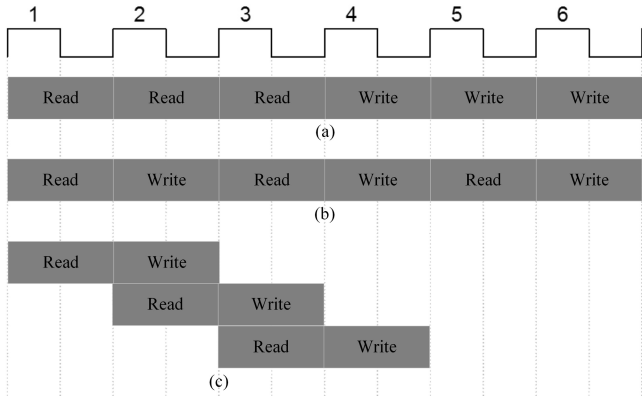 1 2 3 4 5 6
Read Read Read Write Write Write
(a)
Read Write Read Write Read Write
(b)
Read Write
Read Write
Read Write
(c)